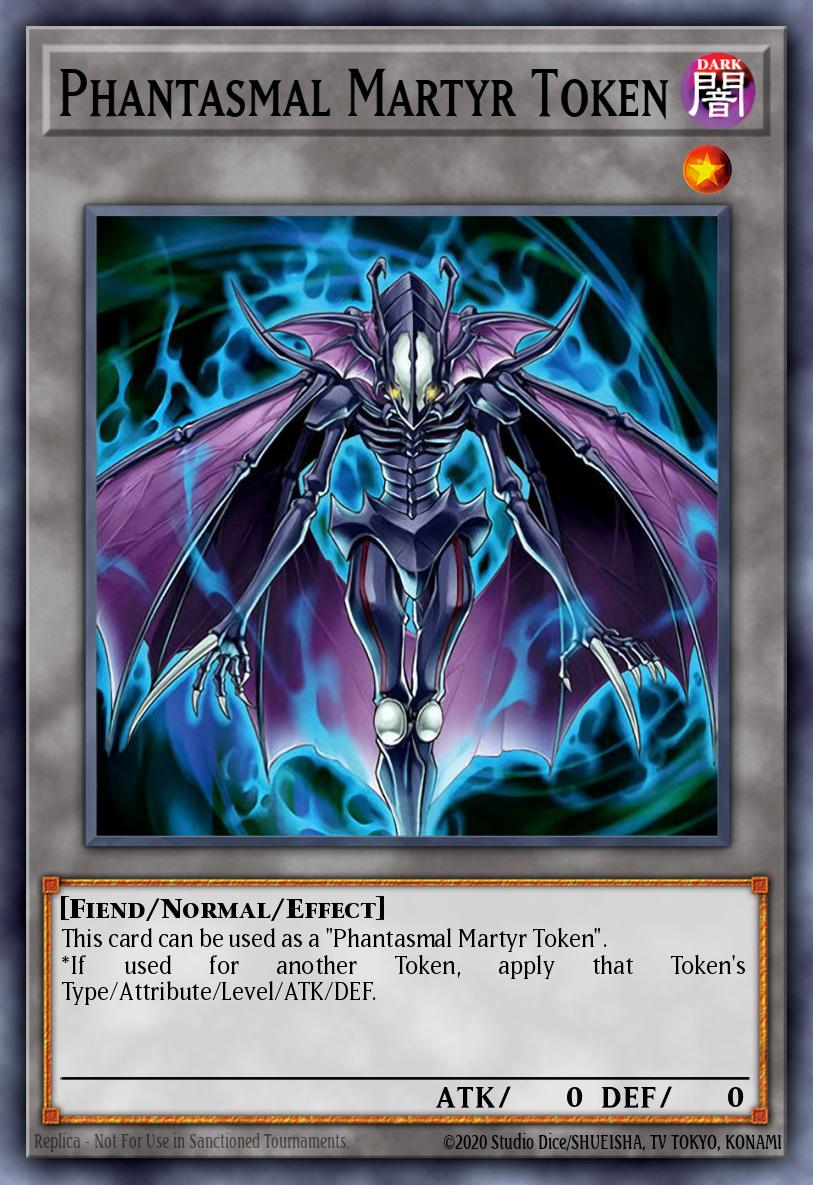 Phantasmal Martyr Token
DARK
闇
[Fiend/Normal/Effect]
This card can be used as a "Phantasmal Martyr Token".
*If used for another Token, apply that Token's
Type/Attribute/Level/ATK/DEF.
ATK/ 0 DEF/ 0
Replica - Not For Use in Sanctioned Tournaments.
©2020 Studio Dice/SHUEISHA, TV TOKYO, KONAMI